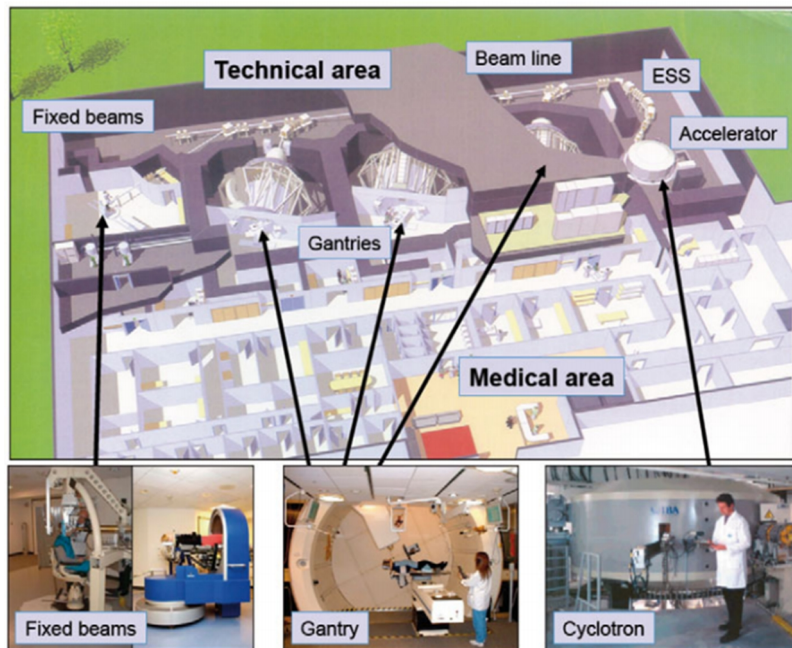 Beam line
Technical area
ESS
Fixed beams
Accelerator
Gantries
Medical area
IBA
Fixed beams
Gantry
Cyclotron